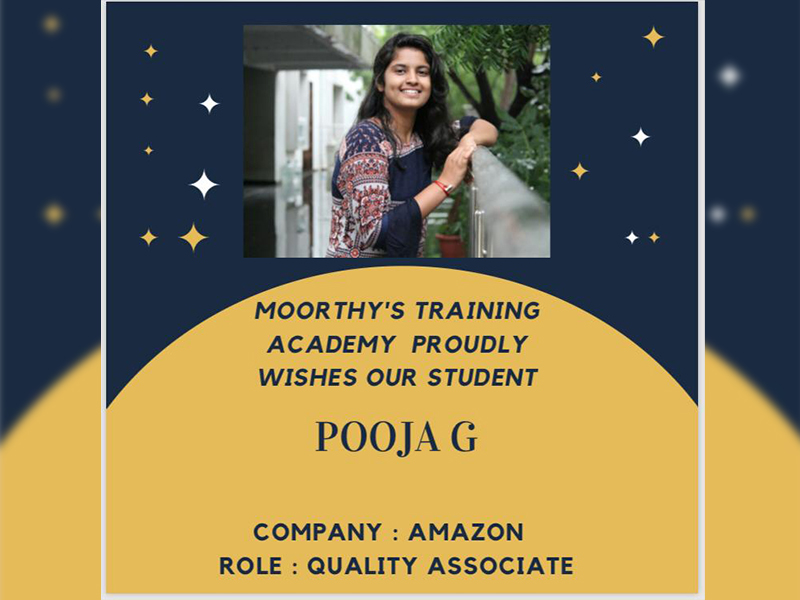 MOORTHY'S TRAINING
ACADEMY PROUDLY
WISHES OUR STUDENT
POOJA G
COMPANY : AMAZON
ROLE : QUALITY ASSOCIATE